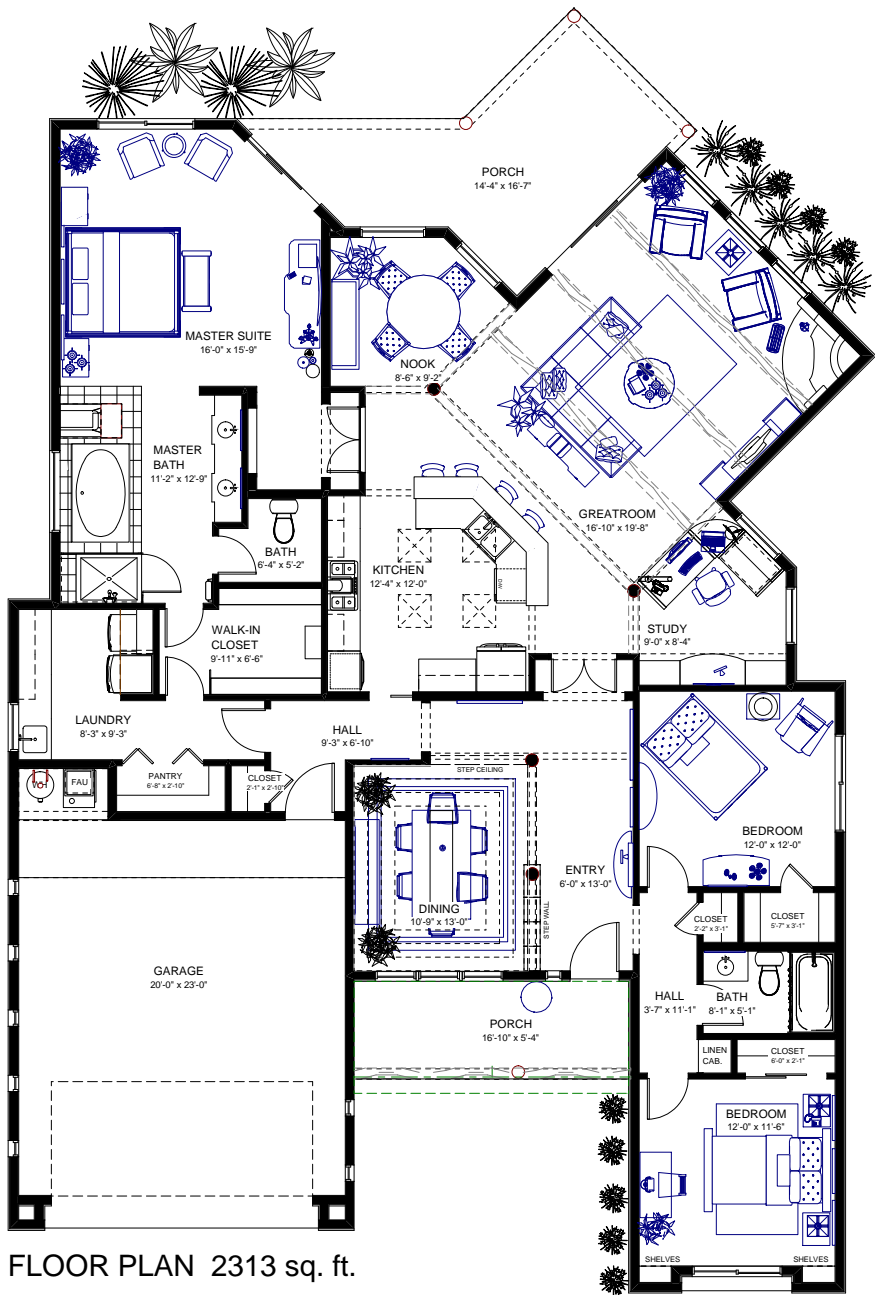 PORCH
14'-4" x 16'-7"
MASTER SUITE
16'-0" x 15'-9"
NOOK
8'-6" x 9'-2"
MASTER
BATH
11'-2" x 12'-9"
GREATROOM
16'-10" x 19'-8"
BATH
6'-4" x 5'-2"
KITCHEN
12'-4" x 12'-0"
DW
WALK-IN
CLOSET
9'-11" x 6'-6"
STUDY
9'-0" x 8'-4"
LAUNDRY
8'-3" x 9'-3"
HALL
9'-3" x 6'-10"
PANTRY
6'-8" x 2'-10"
CLOSET
2'-1" x 2'-10"
WH
FAU
STEP CEILING
BEDROOM
12'-0" x 12'-0"
ENTRY
6'-0" x 13'-0"
DINING
10'-9" x 13'-0"
STEP WALL
CLOSET
2'-2" x 3'-1"
CLOSET
5'-7" x 3'-1"
GARAGE
20'-0" x 23'-0"
HALL
3'-7" x 11'-1"
BATH
8'-1" x 5'-1"
PORCH
16'-10" x 5'-4"
LINEN
CAB.
CLOSET
6'-0" x 2'-1"
BEDROOM
12'-0" x 11'-6"
SHELVES
SHELVES
FLOOR PLAN 2313 sq. ft.